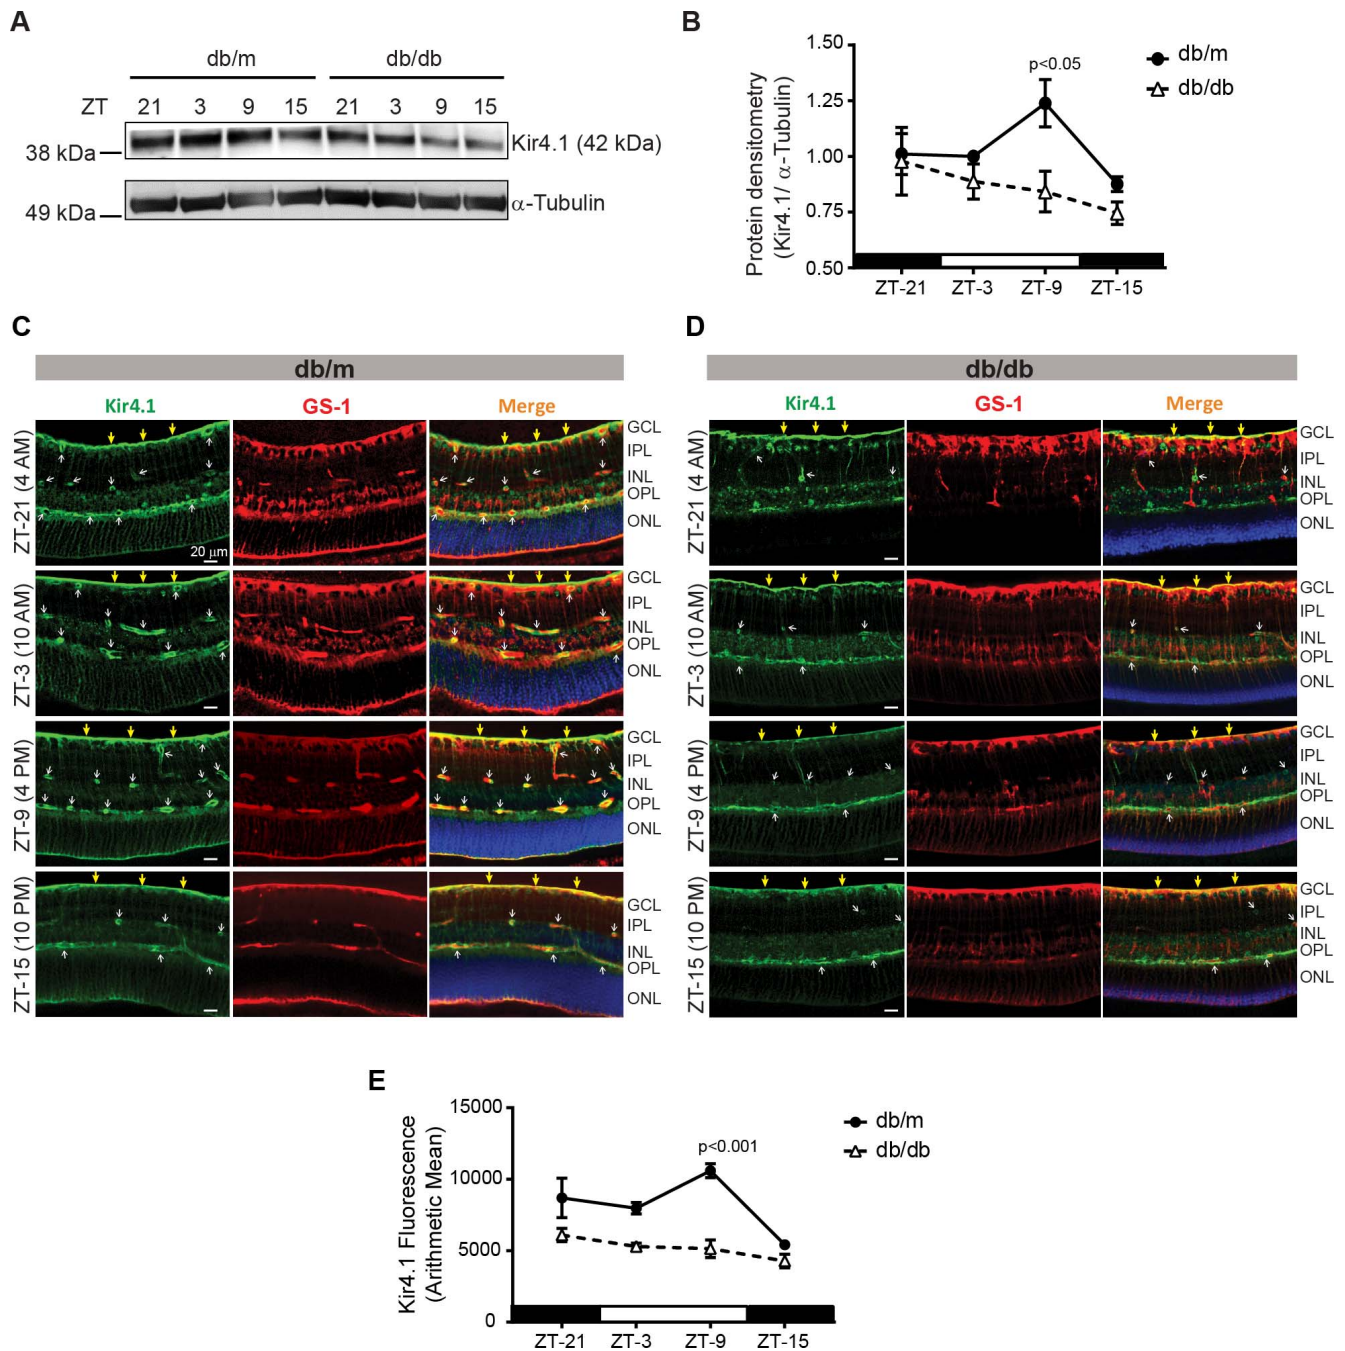 A
db/m db/db
ZT 21 3 9 15 21 3 9 15
Kir4.1 (42 kDa)
38 kDa
α-Tubulin
49 kDa
B
Protein densitometry
(Kir4.1/ α-Tubulin)
1.50
1.25
1.00
0.75
0.50
p<0.05
db/m
db/db
ZT-21 ZT-3 ZT-9 ZT-15
C
db/m
Kir4.1 GS-1 Merge
ZT-21 (4 AM)
20 µm
GCL
IPL
INL
OPL
ONL
ZT-3 (10 AM)
GCL
IPL
INL
OPL
ONL
ZT-9 (4 PM)
GCL
IPL
INL
OPL
ONL
ZT-15 (10 PM)
GCL
IPL
INL
OPL
ONL
D
db/db
Kir4.1 GS-1 Merge
ZT-21 (4 AM)
GCL
IPL
INL
OPL
ONL
ZT-3 (10 AM)
GCL
IPL
INL
OPL
ONL
ZT-9 (4 PM)
GCL
IPL
INL
OPL
ONL
ZT-15 (10 PM)
GCL
IPL
INL
OPL
ONL
E
Kir4.1 Fluorescence
(Arithmetic Mean)
15000
10000
5000
0
p<0.001
db/m
db/db
ZT-21 ZT-3 ZT-9 ZT-15